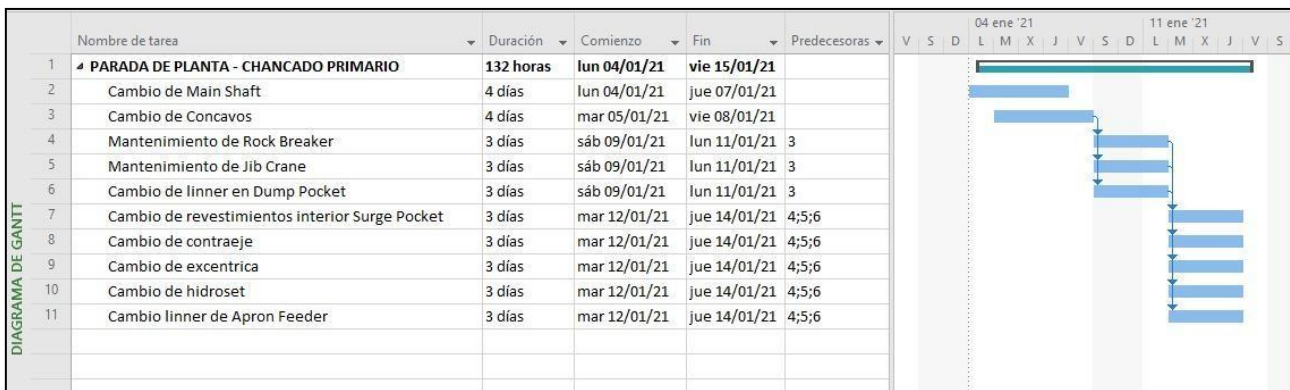 04 ene '21 11 ene '21
Nombre de tarea Duración Comienzo Fin Predecesoras V S D L M X J V S D L M X J V S
1 PARADA DE PLANTA - CHANCADO PRIMARIO 132 horas lun 04/01/21 vie 15/01/21
2 Cambio de Main Shaft 4 días lun 04/01/21 jue 07/01/21
3 Cambio de Concavos 4 días mar 05/01/21 vie 08/01/21
4 Mantenimiento de Rock Breaker 3 días sáb 09/01/21 lun 11/01/21 3
5 Mantenimiento de Jib Crane 3 días sáb 09/01/21 lun 11/01/21 3
6 Cambio de linner en Dump Pocket 3 días sáb 09/01/21 lun 11/01/21 3
7 Cambio de revestimientos interior Surge Pocket 3 días mar 12/01/21 jue 14/01/21 4;5;6
8 Cambio de contraeje 3 días mar 12/01/21 jue 14/01/21 4;5;6
9 Cambio de excentrica 3 días mar 12/01/21 jue 14/01/21 4;5;6
10 Cambio de hidroset 3 días mar 12/01/21 jue 14/01/21 4;5;6
11 Cambio linner de Apron Feeder 3 días mar 12/01/21 jue 14/01/21 4;5;6
DIAGRAMA DE GANTT